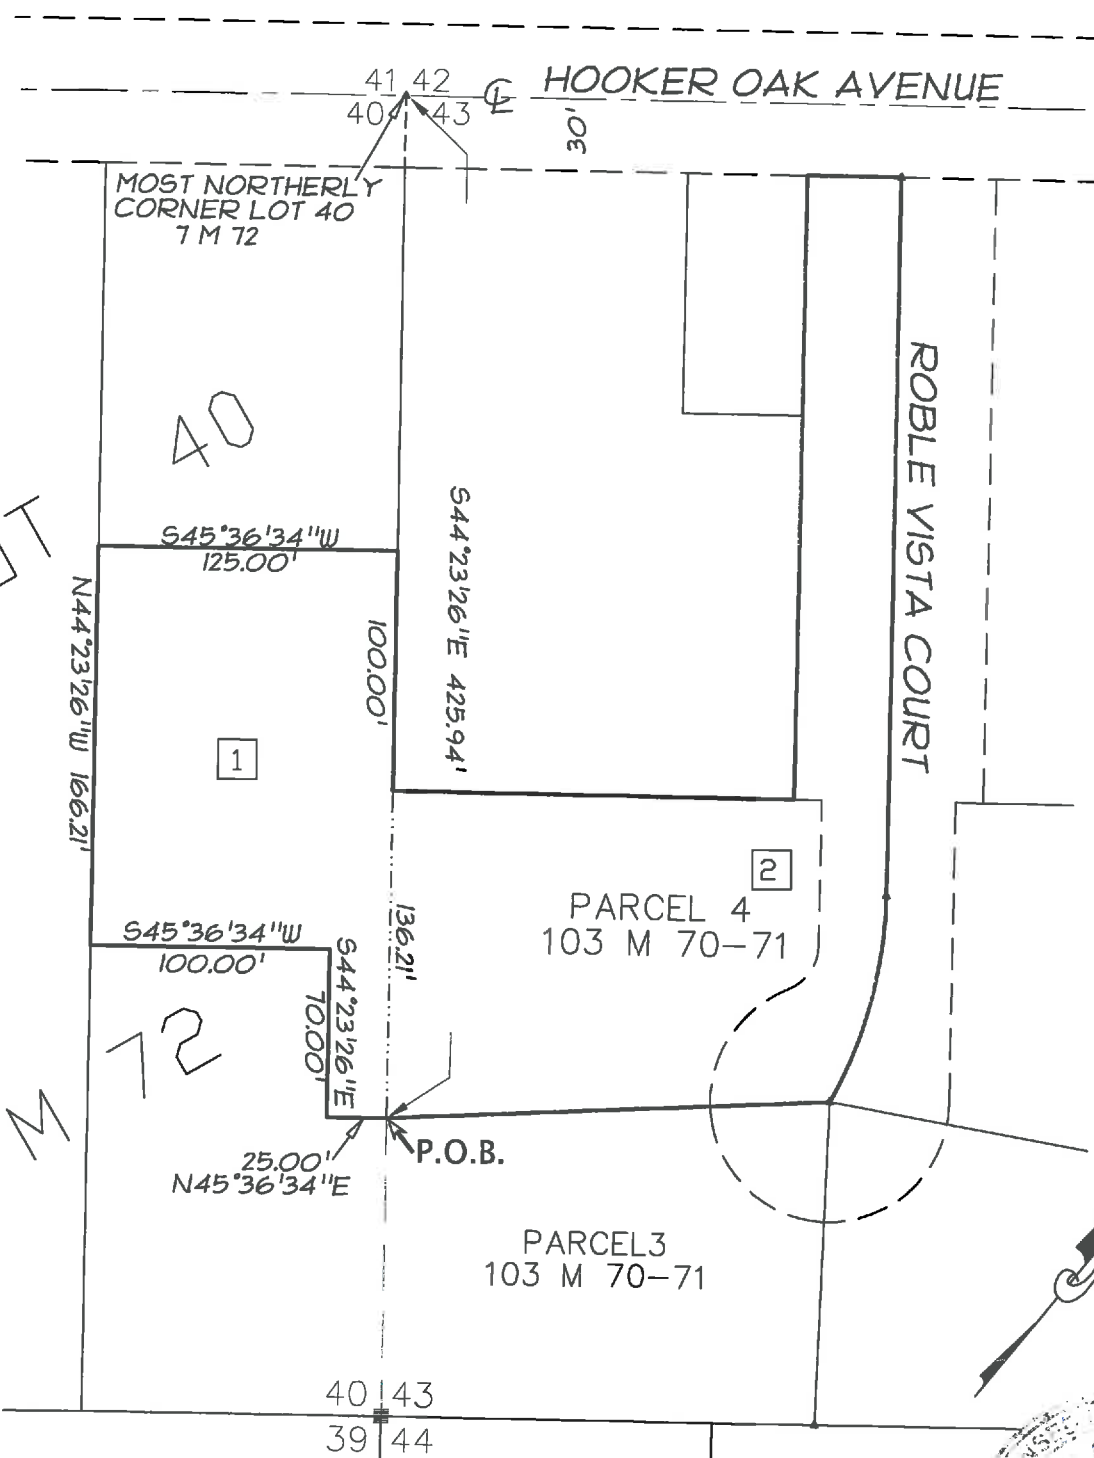 41 42
40 43
℄ HOOKER OAK AVENUE
30'
MOST NORTHERLY
CORNER LOT 40
7 M 72
40
S45°36'34"W
125.00'
N44°23'26"W 166.21'
100.00'
S44°23'26"E 425.94'
ROBLE VISTA COURT
1
2
PARCEL 4
103 M 70-71
136.21'
S45°36'34"W
100.00'
S44°23'26"E
70.00'
M 72
P.O.B.
25.00'
N45°36'34"E
PARCEL3
103 M 70-71
40 43
39 44